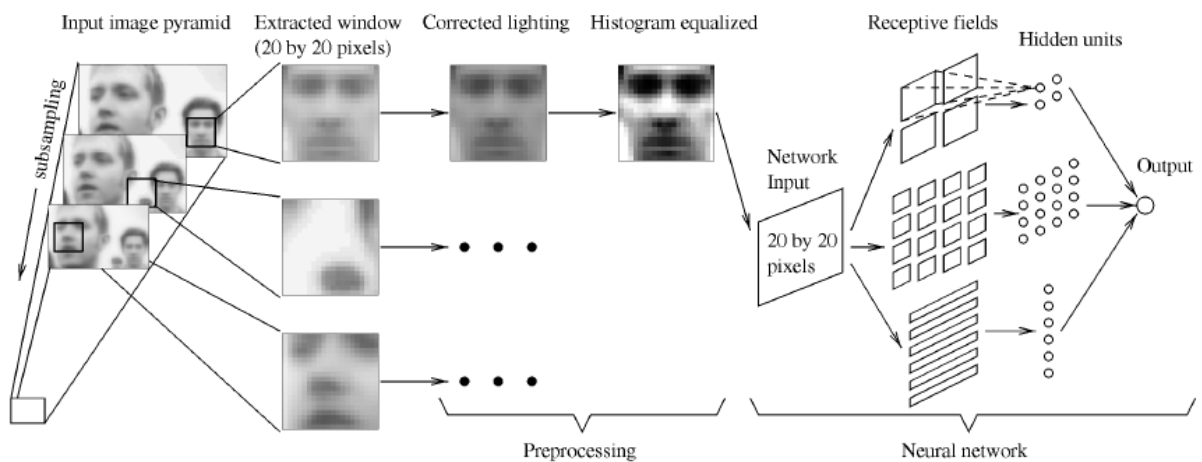 Input image pyramid
Extracted window
(20 by 20 pixels)
Corrected lighting
Histogram equalized
Receptive fields
Hidden units
subsampling
Network
Input
20 by 20
pixels
Output
Preprocessing
Neural network